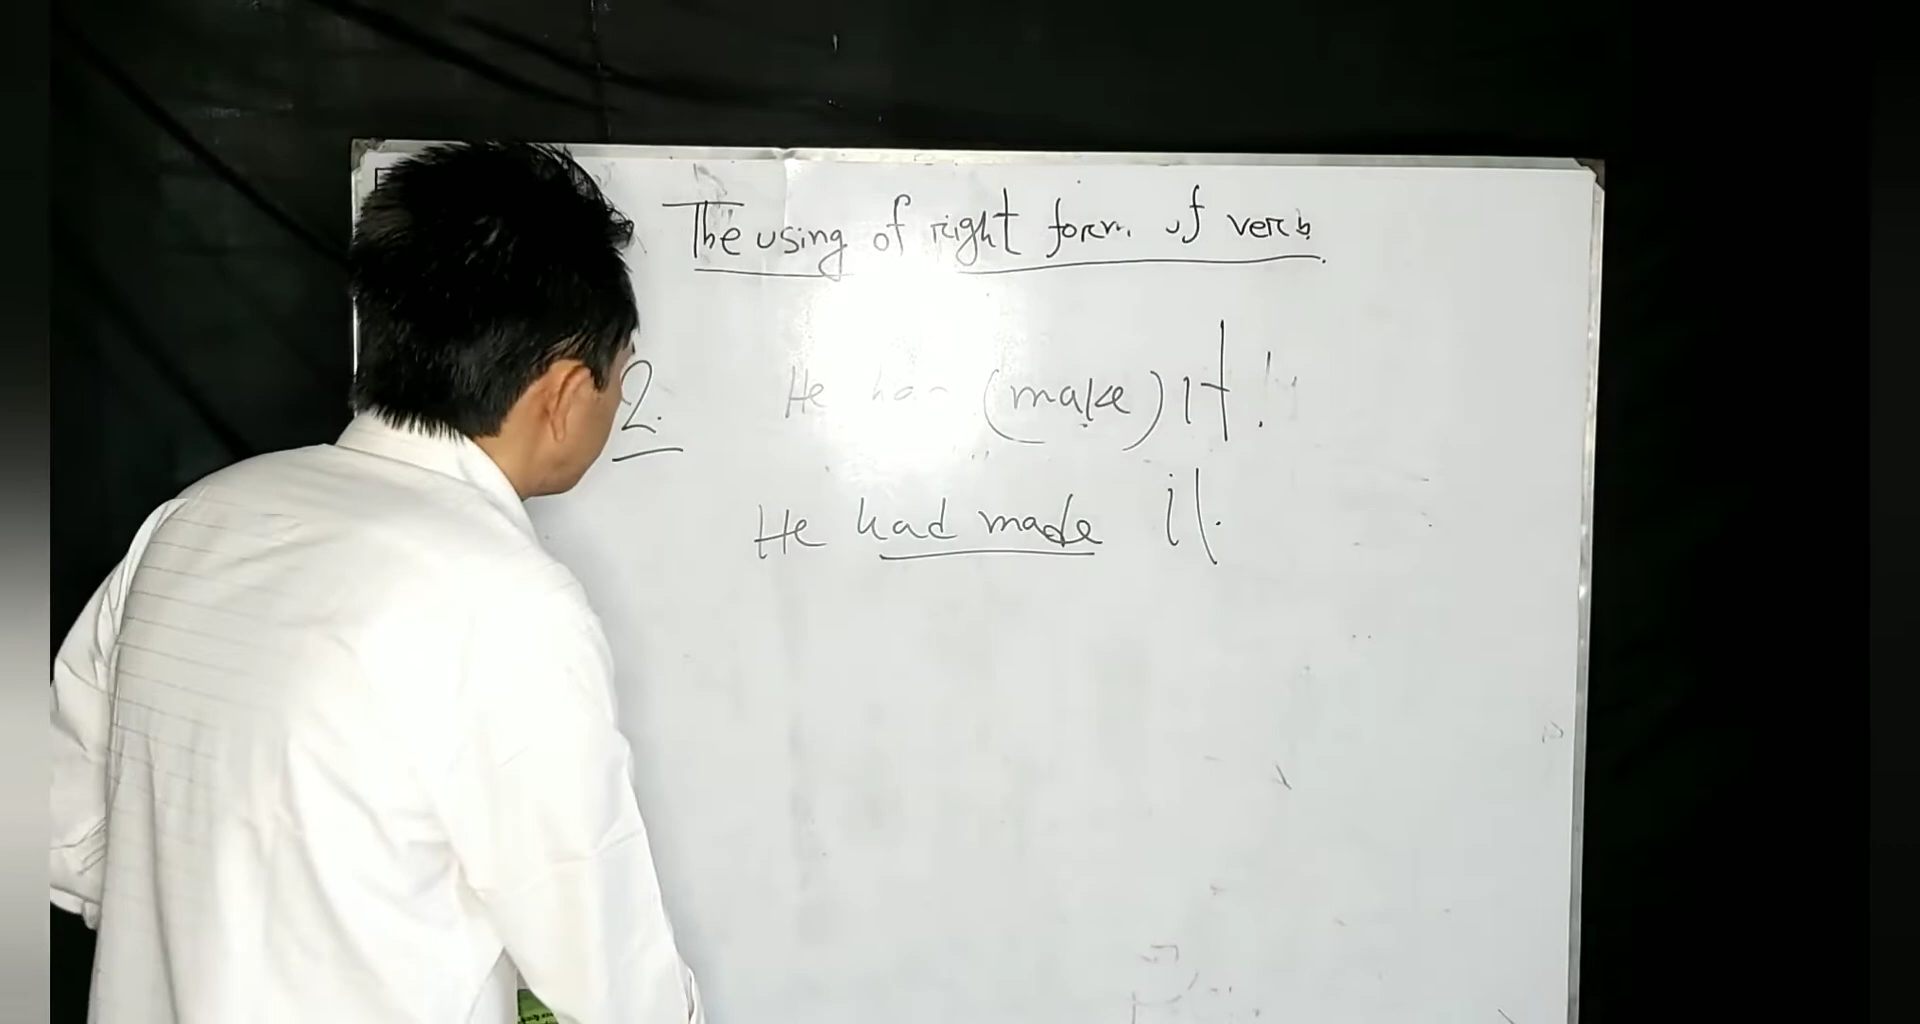 The using of right form of verb.
2. He (make) it.
He had made it.